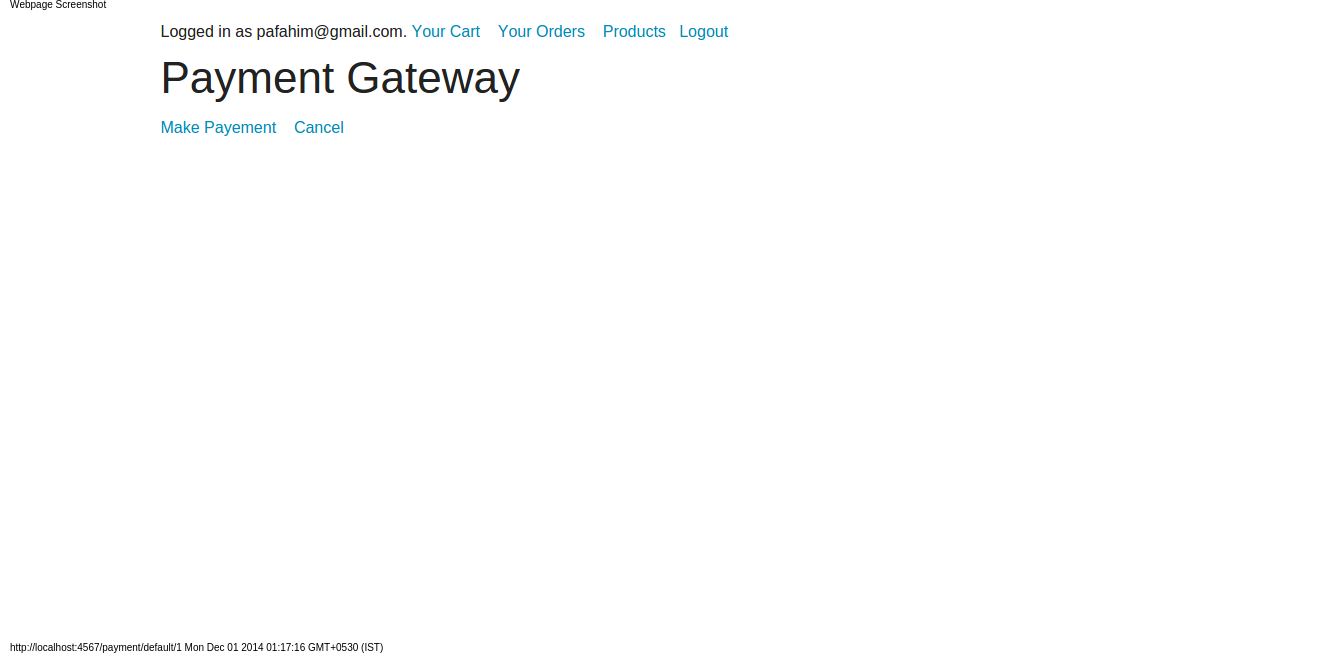 Webpage Screenshot
Logged in as pafahim@gmail.com. Your Cart Your Orders Products Logout
Payment Gateway
Make Payement Cancel
http://localhost:4567/payment/default/1 Mon Dec 01 2014 01:17:16 GMT+0530 (IST)